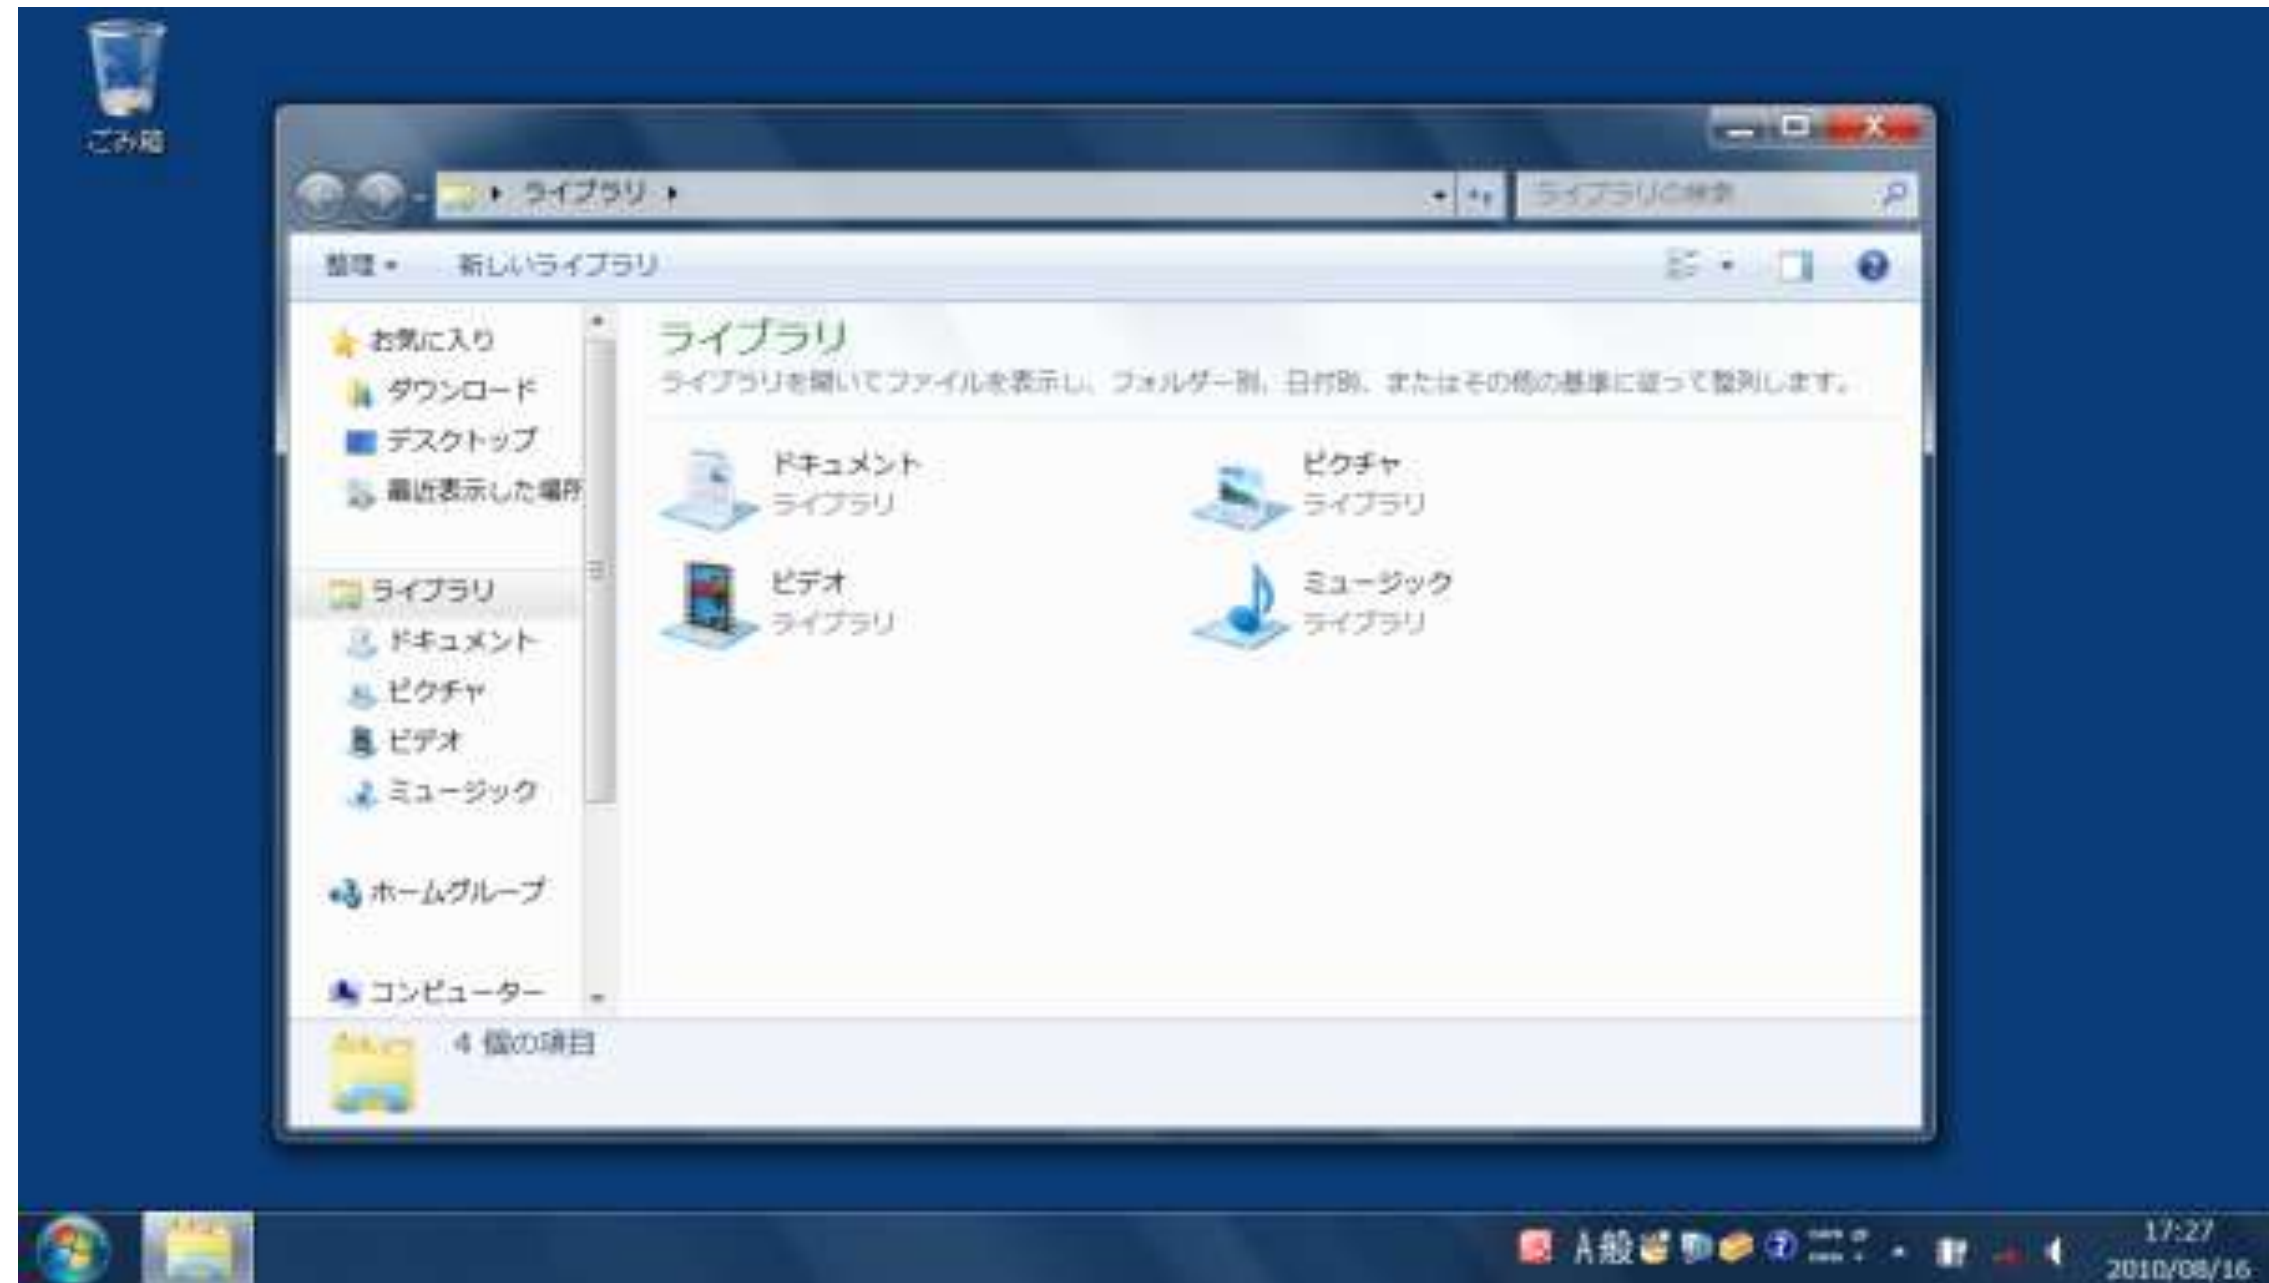 ごみ箱
ライブラリ
ライブラリの検索
整理
新しいライブラリ
お気に入り
ダウンロード
デスクトップ
最近表示した場所
ライブラリ
ドキュメント
ピクチャ
ビデオ
ミュージック
ホームグループ
コンピューター
ライブラリ
ライブラリを開いてファイルを表示し、フォルダー別、日付別、またはその他の基準に従って整列します。
ドキュメント
ライブラリ
ピクチャ
ライブラリ
ビデオ
ライブラリ
ミュージック
ライブラリ
4 個の項目
A 般
17:27
2010/08/16